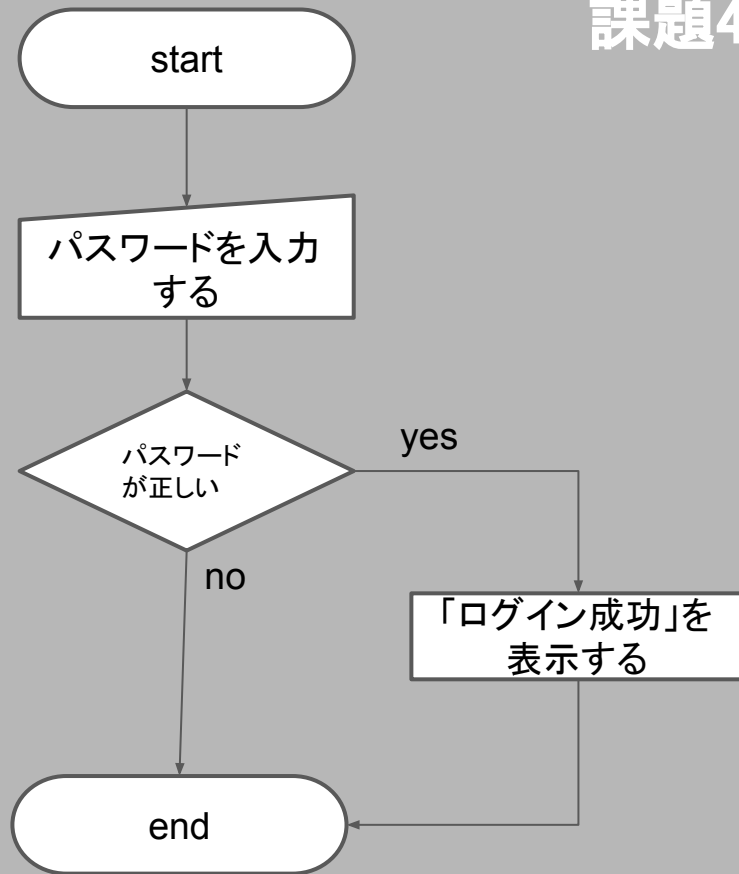 課題4
start
パスワードを入力
する
パスワード
が正しい
yes
no
「ログイン成功」を
表示する
end